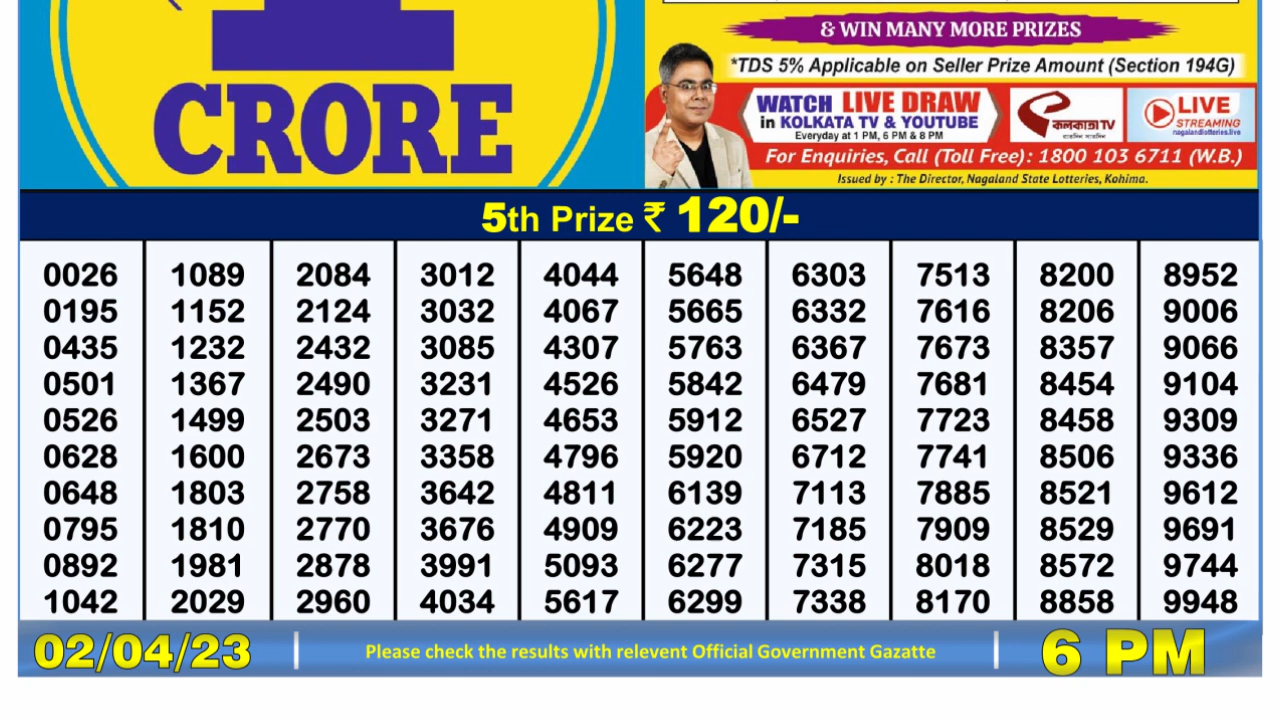 1
CRORE
& WIN MANY MORE PRIZES
*TDS 5% Applicable on Seller Prize Amount (Section 194G)
WATCH LIVE DRAW
in KOLKATA TV & YOUTUBE
Everyday at 1 PM, 6 PM & 8 PM
কলকাতা TV
LIVE
STREAMING
nagalandlotteries.live
For Enquiries, Call (Toll Free): 1800 103 6711 (W.B.)
Issued by : The Director, Nagaland State Lotteries, Kohima.
5th Prize ₹ 120/-
0026 1089 2084 3012 4044 5648 6303 7513 8200 8952
0195 1152 2124 3032 4067 5665 6332 7616 8206 9006
0435 1232 2432 3085 4307 5763 6367 7673 8357 9066
0501 1367 2490 3231 4526 5842 6479 7681 8454 9104
0526 1499 2503 3271 4653 5912 6527 7723 8458 9309
0628 1600 2673 3358 4796 5920 6712 7741 8506 9336
0648 1803 2758 3642 4811 6139 7113 7885 8521 9612
0795 1810 2770 3676 4909 6223 7185 7909 8529 9691
0892 1981 2878 3991 5093 6277 7315 8018 8572 9744
1042 2029 2960 4034 5617 6299 7338 8170 8858 9948
02/04/23 | Please check the results with relevent Official Government Gazatte | 6 PM